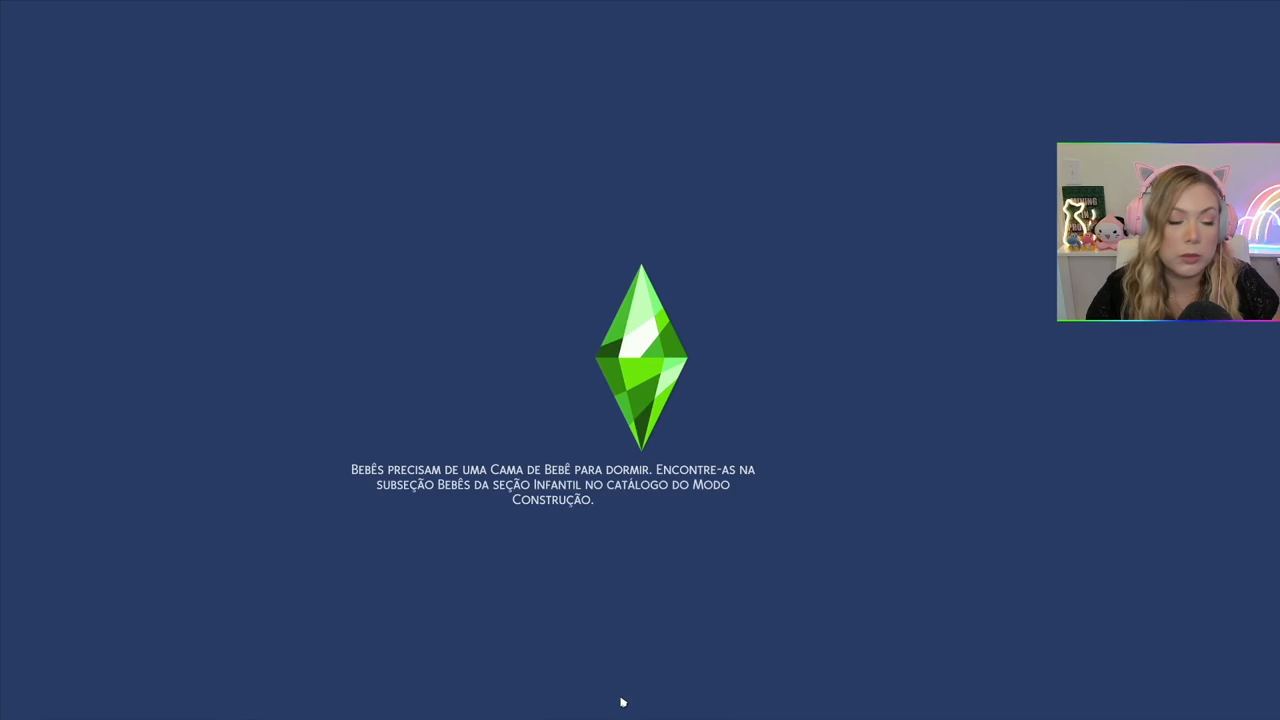 Bebês precisam de uma Cama de Bebê para dormir. Encontre-as na
subseção Bebês da seção Infantil no catálogo do Modo
Construção.